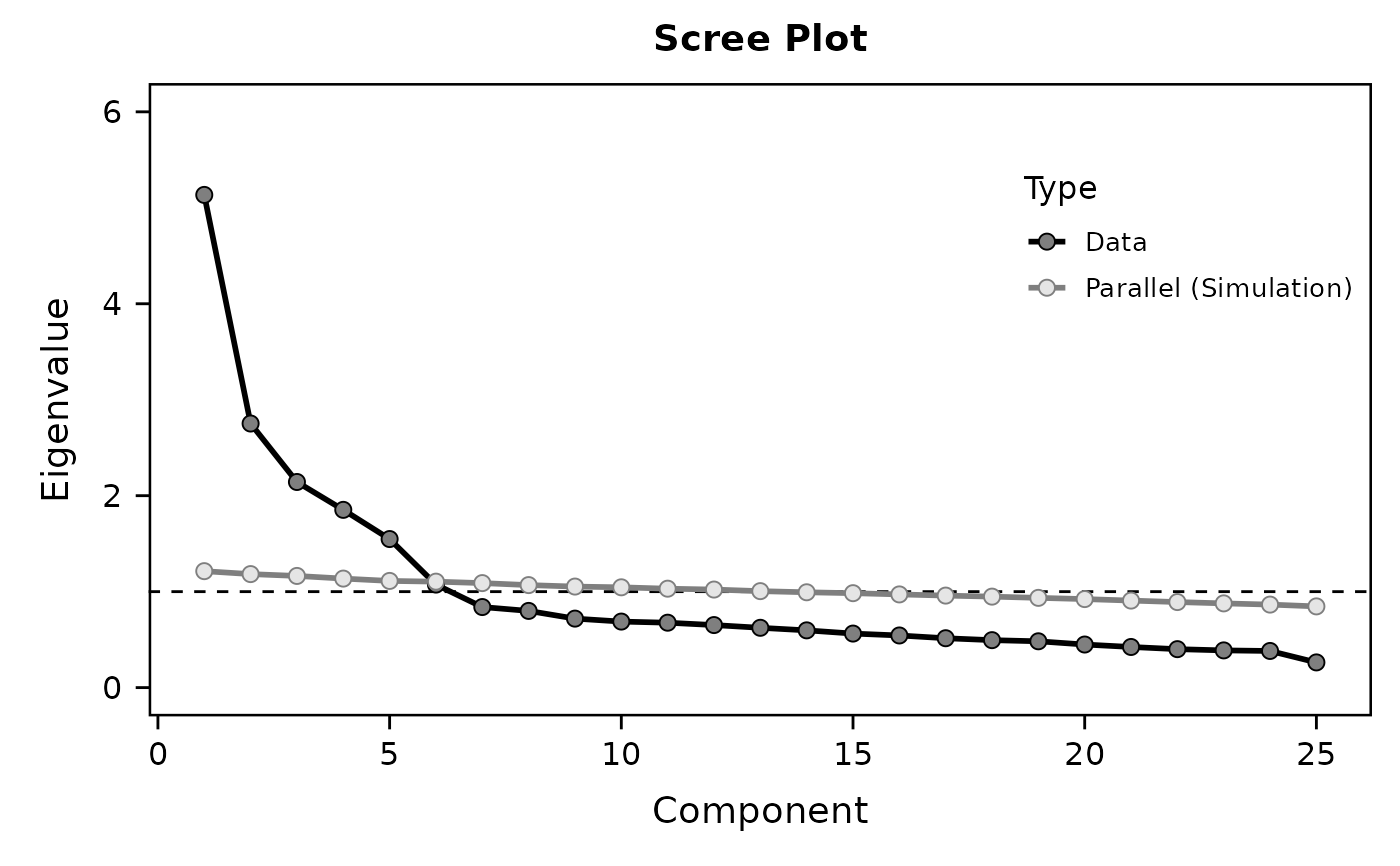 Scree Plot
6
4
2
0
Eigenvalue
Type
Data
Parallel (Simulation)
0 5 10 15 20 25
Component